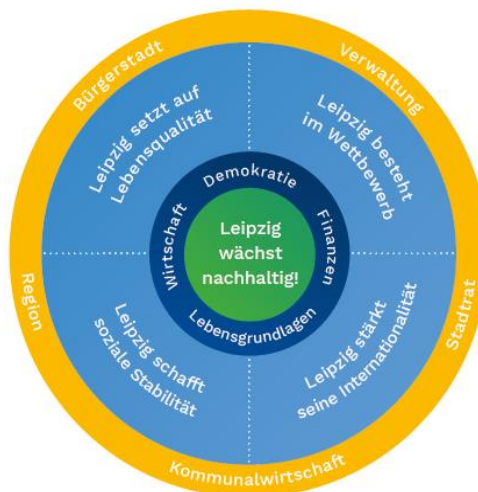 Bürgerstadt
Verwaltung
Leipzig setzt auf
Lebensqualität
Leipzig besteht
im Wettbewerb
Demokratie
Wirtschaft
Finanzen
Leipzig
wächst
nachhaltig!
Lebensgrundlagen
Region
Stadtrat
Leipzig schafft
soziale Stabilität
Leipzig stärkt
seine Internationalität
Kommunalwirtschaft